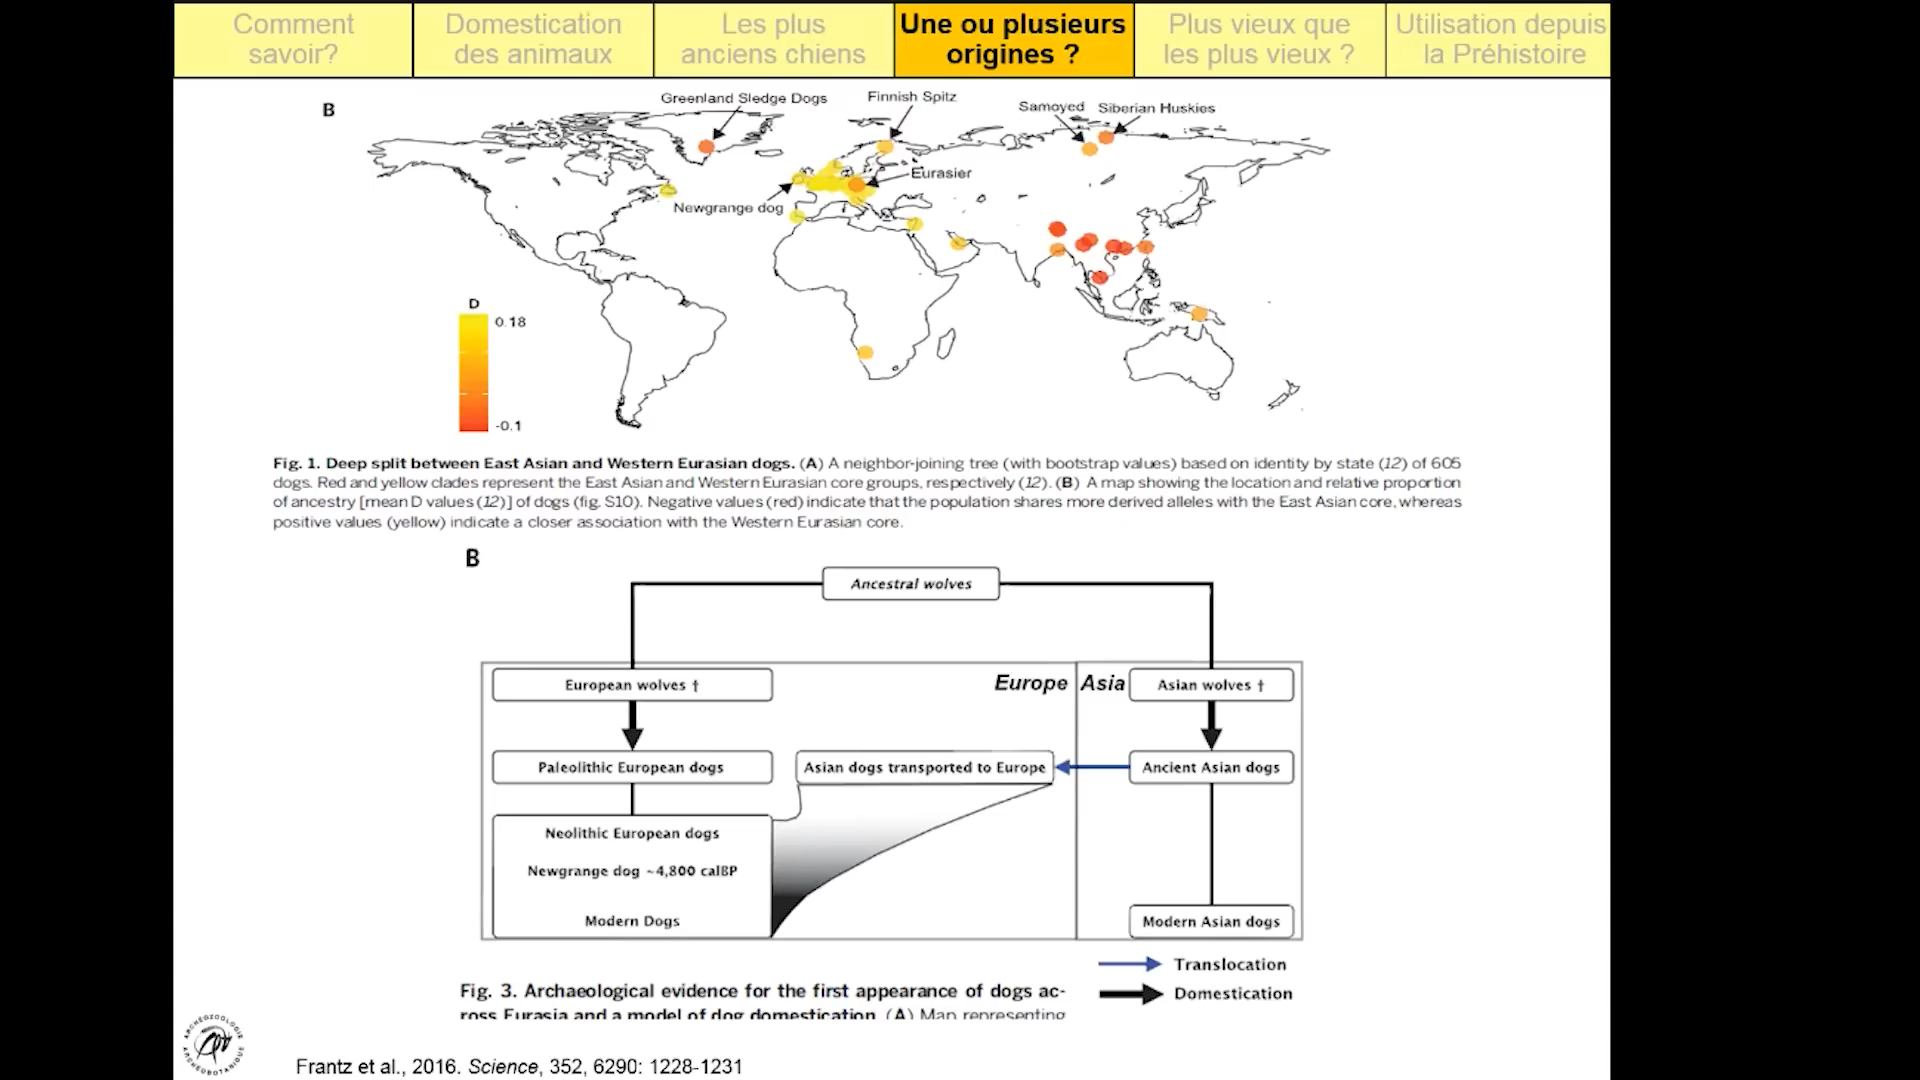 Comment savoir?
Domestication des animaux
Les plus anciens chiens
Une ou plusieurs origines ?
Plus vieux que les plus vieux ?
Utilisation depuis la Préhistoire
B
Greenland Sledge Dogs
Finnish Spitz
Samoyed
Siberian Huskies
Eurasier
Newgrange dog
D
0.18
-0.1
Fig. 1. Deep split between East Asian and Western Eurasian dogs. (A) A neighbor-joining tree (with bootstrap values) based on identity by state (12) of 605
dogs. Red and yellow clades represent the East Asian and Western Eurasian core groups, respectively (12). (B) A map showing the location and relative proportion
of ancestry [mean D values (12)] of dogs (fig. S10). Negative values (red) indicate that the population shares more derived alleles with the East Asian core, whereas
positive values (yellow) indicate a closer association with the Western Eurasian core.
B
Ancestral wolves
European wolves †
Europe
Asia
Asian wolves †
Paleolithic European dogs
Asian dogs transported to Europe
Ancient Asian dogs
Neolithic European dogs
Newgrange dog ~4,800 calBP
Modern Dogs
Modern Asian dogs
Translocation
Domestication
Fig. 3. Archaeological evidence for the first appearance of dogs ac-
ross Eurasia and a model of dog domestication. (A) Map representing
ARCHÉOZOOLOGIE
ARCHÉOBOTANIQUE
Frantz et al., 2016. Science, 352, 6290: 1228-1231